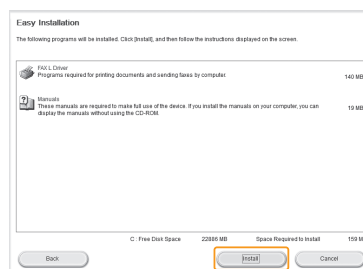 Easy Installation
The following programs will be installed. Click [Install], and then follow the instructions displayed on the screen.
FAX L Driver
Programs required for printing documents and sending faxes by computer.
140 MB
Manuals
These manuals are required to make full use of the device. If you install the manuals on your computer, you can
display the manuals without using the CD-ROM.
19 MB
C : Free Disk Space 22886 MB Space Required to Install 159 M
Back Install Cancel